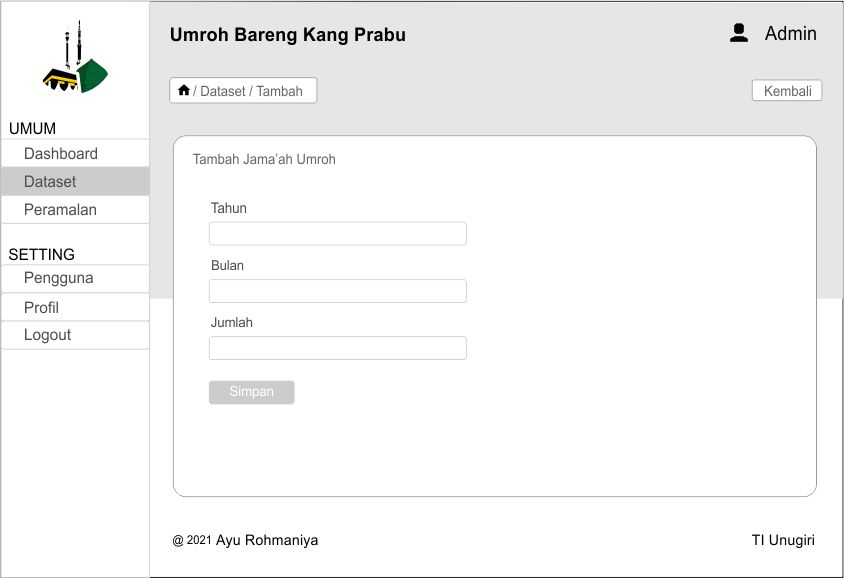 Umroh Bareng Kang Prabu
Admin
/ Dataset / Tambah
Kembali
UMUM
Dashboard
Dataset
Peramalan
SETTING
Pengguna
Profil
Logout
Tambah Jama’ah Umroh
Tahun
Bulan
Jumlah
Simpan
@ 2021 Ayu Rohmaniya
TI Unugiri